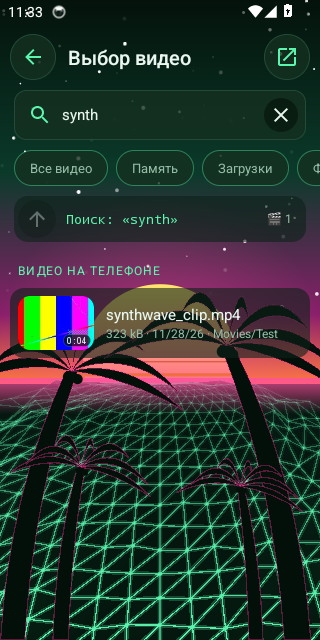 11:33
Выбор видео
synth
Все видео
Память
Загрузки
Поиск: «synth»
1
ВИДЕО НА ТЕЛЕФОНЕ
synthwave_clip.mp4
0:04
323 kB · 11/28/26 · Movies/Test